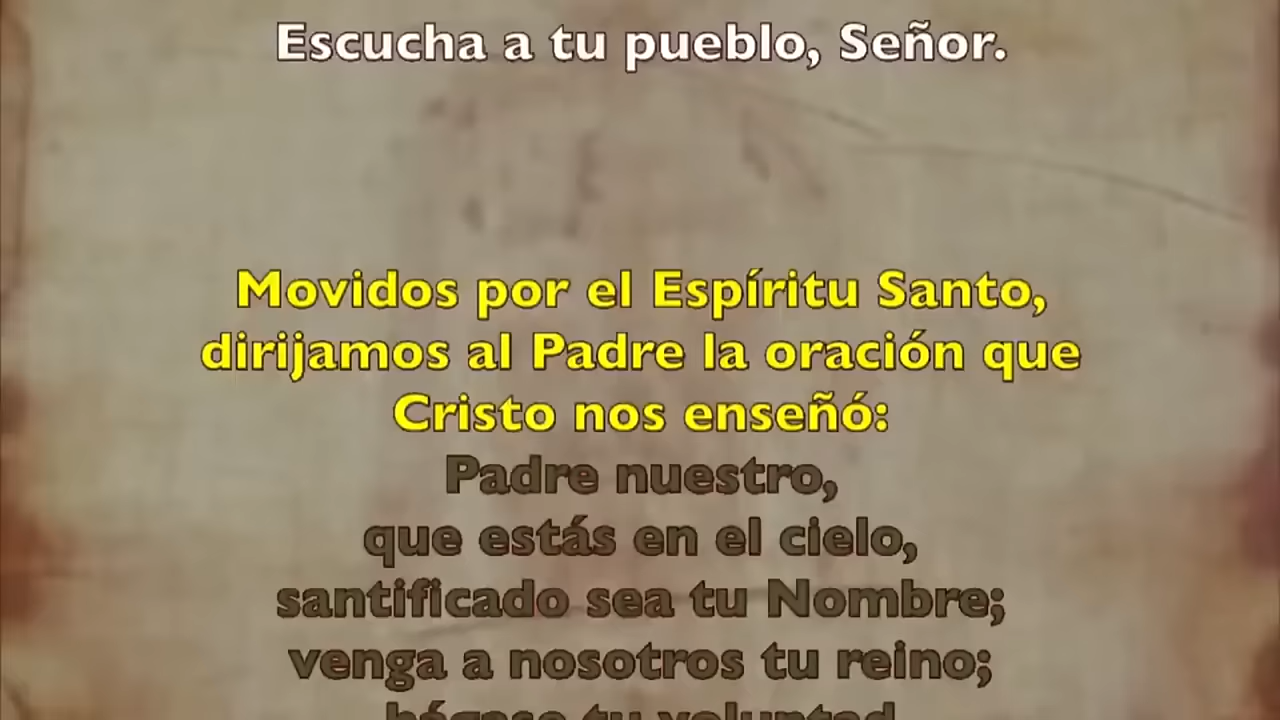 Escucha a tu pueblo, Señor.
Movidos por el Espíritu Santo,
dirijamos al Padre la oración que
Cristo nos enseñó:
Padre nuestro,
que estás en el cielo,
santificado sea tu Nombre;
venga a nosotros tu reino;
hágase tu voluntad